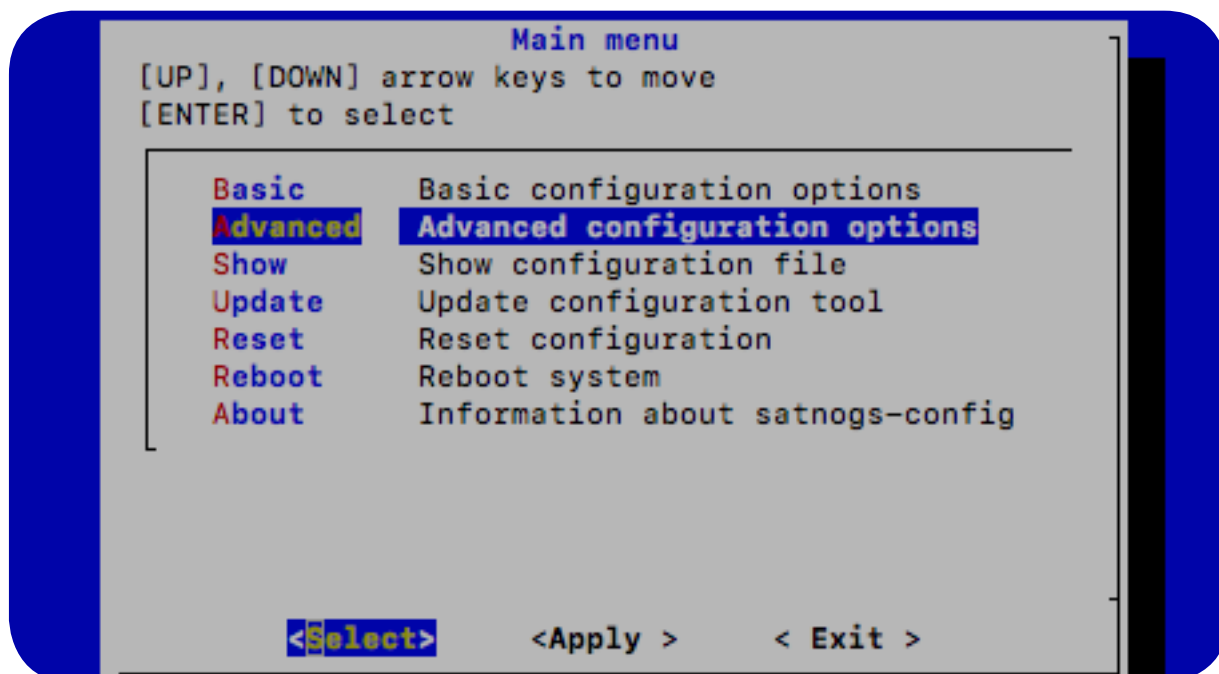 Main menu
[UP], [DOWN] arrow keys to move
[ENTER] to select
Basic Basic configuration options
Advanced Advanced configuration options
Show Show configuration file
Update Update configuration tool
Reset Reset configuration
Reboot Reboot system
About Information about satnogs-config
<Select> <Apply > < Exit >